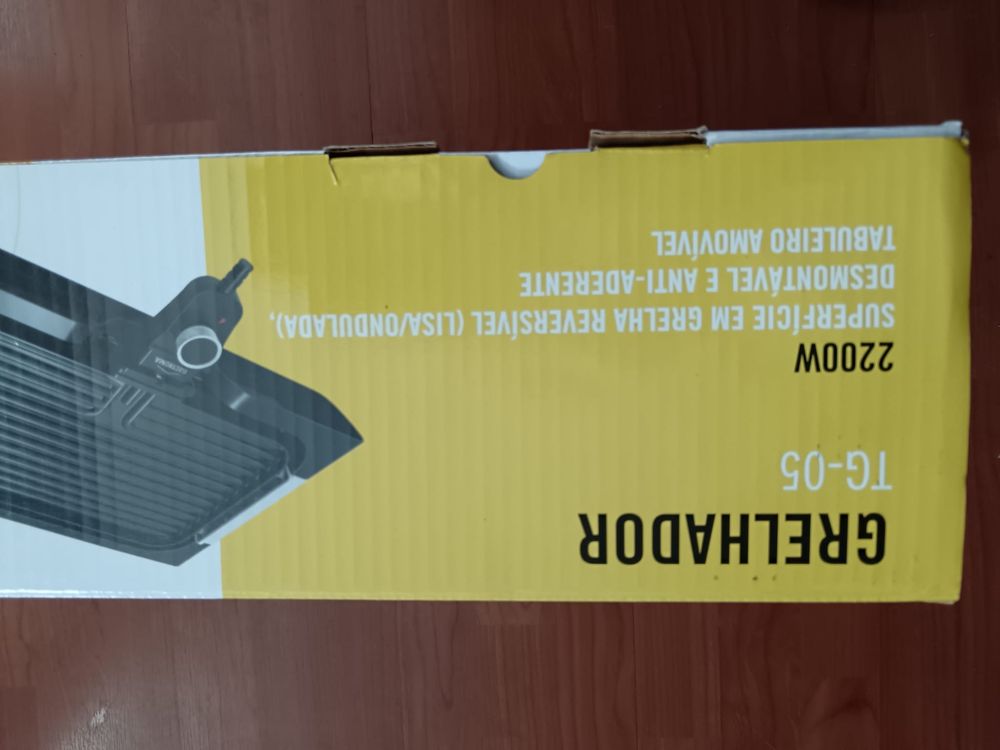 GRELHADOR
TG-05
2200W
SUPERFÍCIE EM GRELHA REVERSÍVEL (LISA/ONDULADA),
DESMONTÁVEL E ANTI-ADERENTE
TABULEIRO AMOVÍVEL